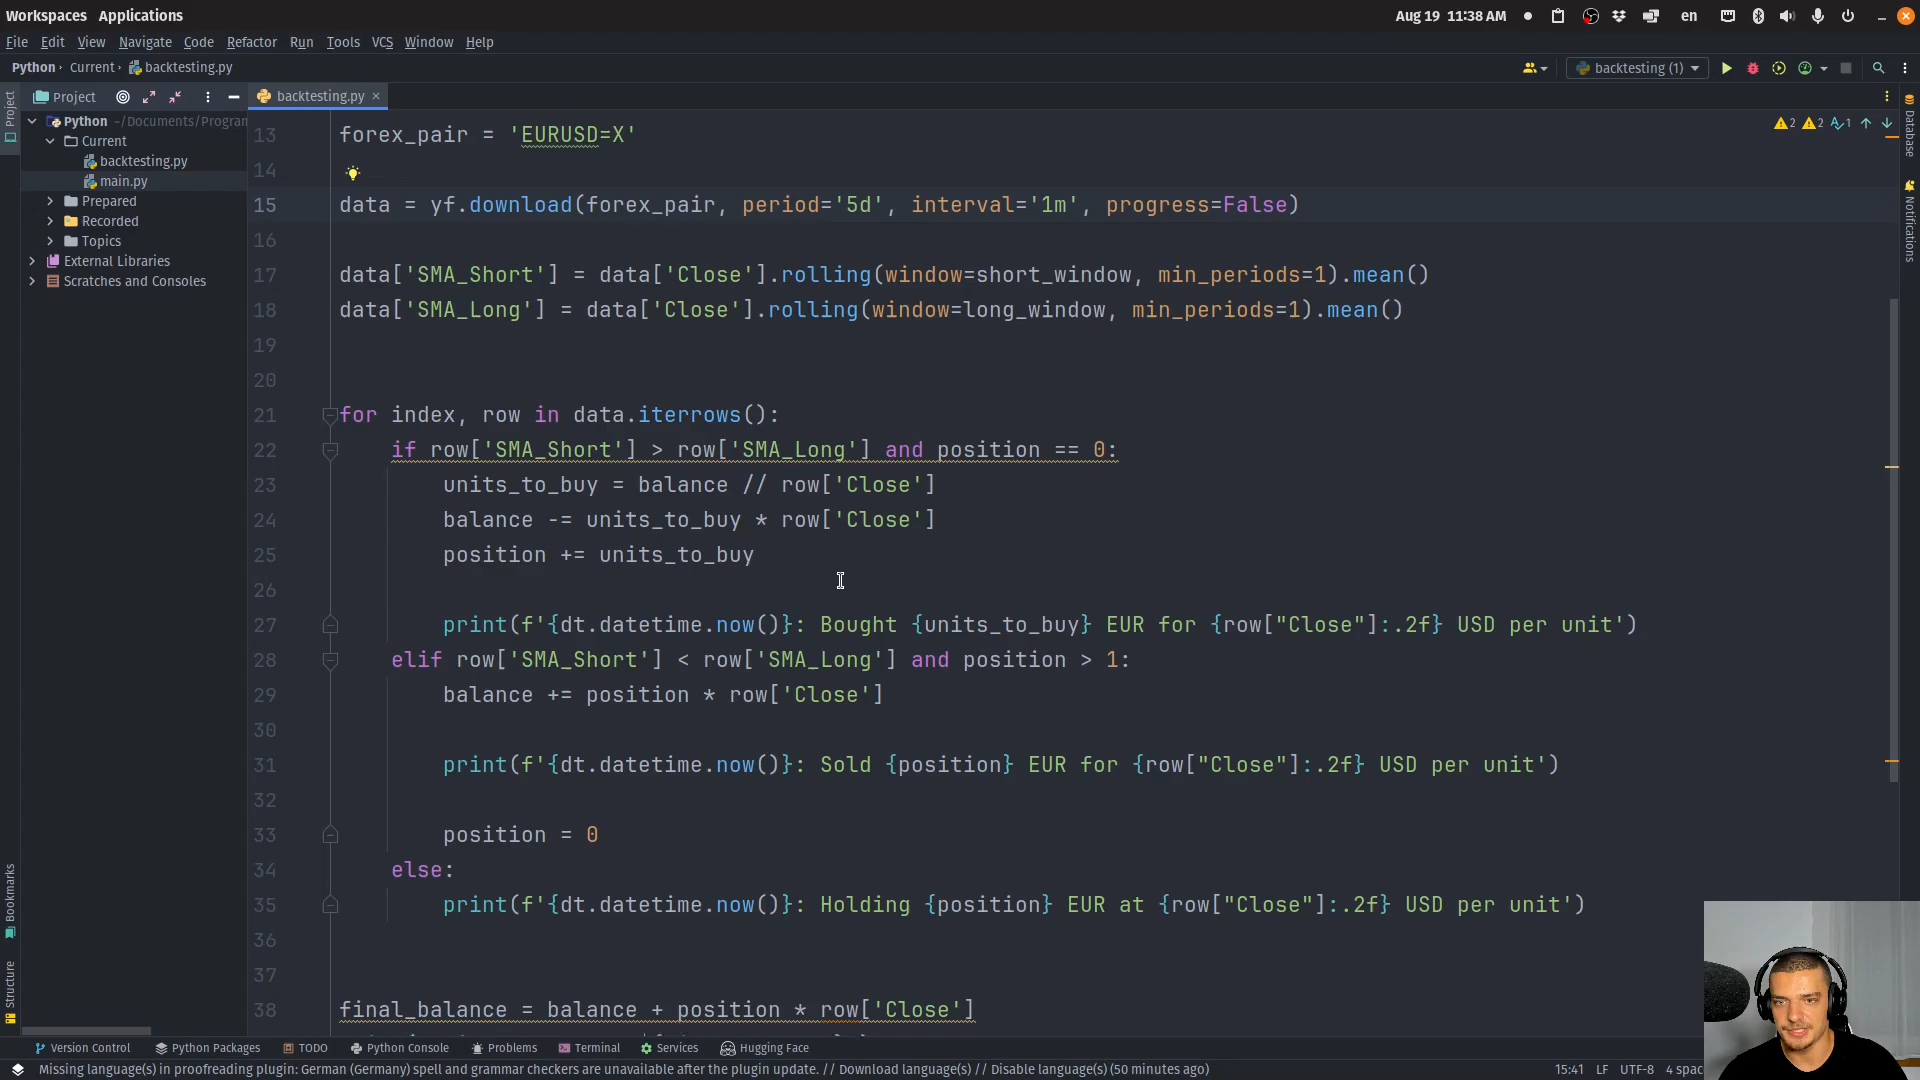 Workspaces Applications
Aug 19 11:38 AM
en
File Edit View Navigate Code Refactor Run Tools VCS Window Help
Python Current backtesting.py
backtesting (1)
Project
Project
backtesting.py
Python ~/Documents/Program
Current
backtesting.py
main.py
Prepared
Recorded
Topics
External Libraries
Scratches and Consoles
2 2 1
Database
Notifications
13 forex_pair = 'EURUSD=X'
14
15 data = yf.download(forex_pair, period='5d', interval='1m', progress=False)
16
17 data['SMA_Short'] = data['Close'].rolling(window=short_window, min_periods=1).mean()
18 data['SMA_Long'] = data['Close'].rolling(window=long_window, min_periods=1).mean()
19
20
21 for index, row in data.iterrows():
22 if row['SMA_Short'] > row['SMA_Long'] and position == 0:
23 units_to_buy = balance // row['Close']
24 balance -= units_to_buy * row['Close']
25 position += units_to_buy
26
27 print(f'{dt.datetime.now()}: Bought {units_to_buy} EUR for {row["Close"]:.2f} USD per unit')
28 elif row['SMA_Short'] < row['SMA_Long'] and position > 1:
29 balance += position * row['Close']
30
31 print(f'{dt.datetime.now()}: Sold {position} EUR for {row["Close"]:.2f} USD per unit')
32
33 position = 0
34 else:
35 print(f'{dt.datetime.now()}: Holding {position} EUR at {row["Close"]:.2f} USD per unit')
36
37
38 final_balance = balance + position * row['Close']
Bookmarks
Structure
Version Control Python Packages TODO Python Console Problems Terminal Services Hugging Face
Missing language(s) in proofreading plugin: German (Germany) spell and grammar checkers are unavailable after the plugin update. // Download language(s) // Disable language(s) (50 minutes ago)
15:41 LF UTF-8 4 spac